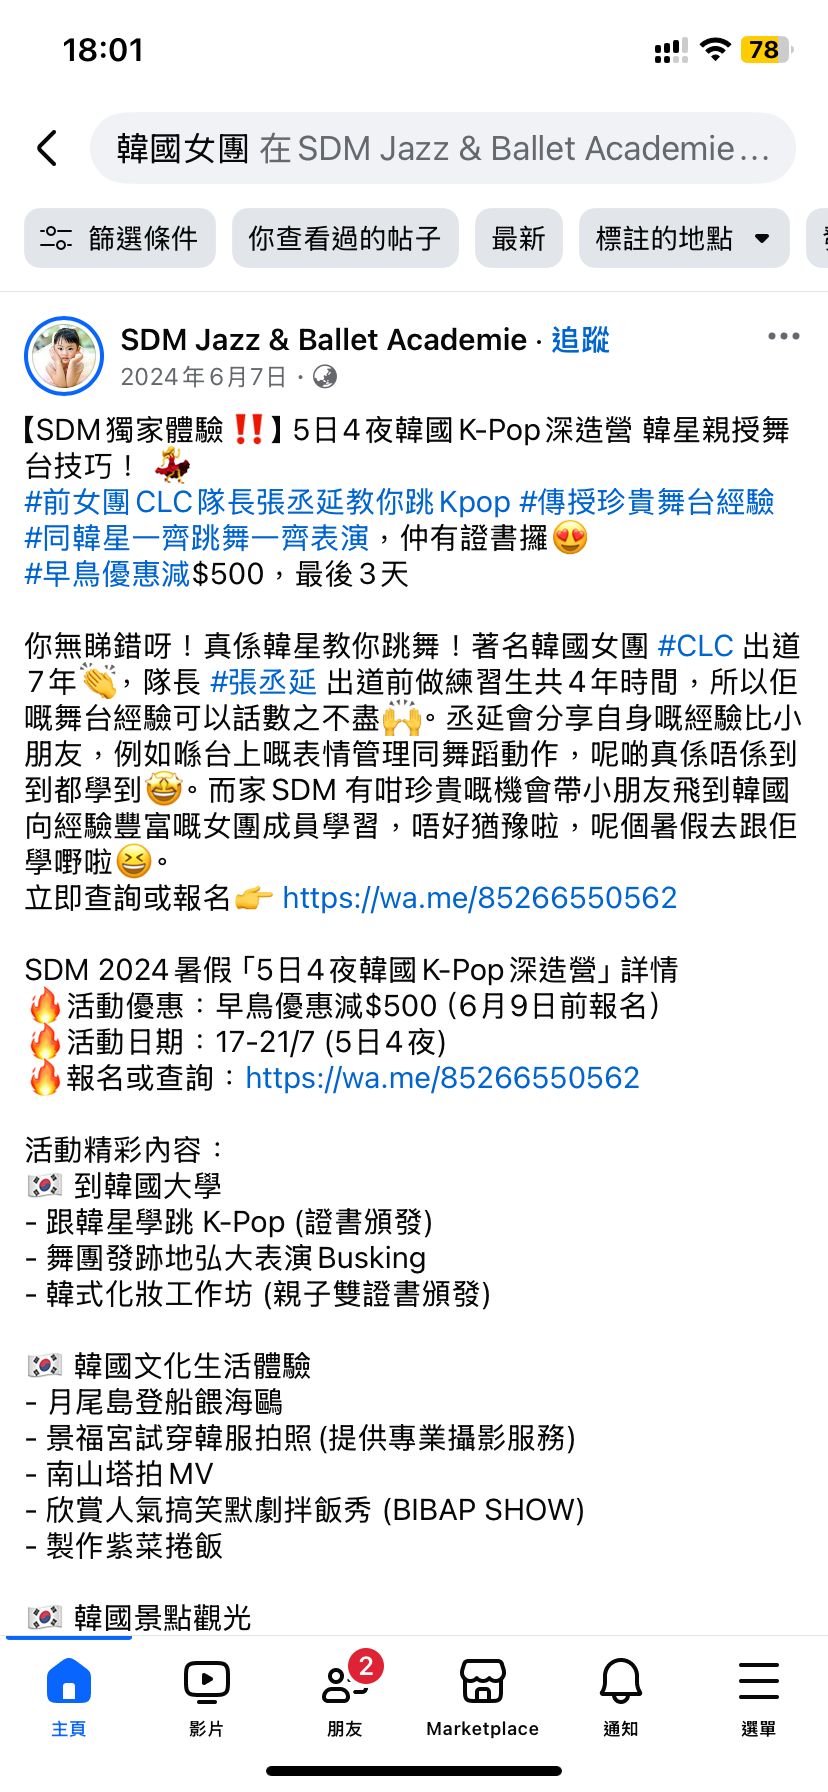 18:01
78
韓國女團 在 SDM Jazz & Ballet Academie...
篩選條件
你查看過的帖子
最新
標註的地點
SDM Jazz & Ballet Academie · 追蹤
2024年6月7日 ·
【SDM獨家體驗‼️】5日4夜韓國K-Pop深造營 韓星親授舞
台技巧！ 💃
#前女團CLC隊長張丞延教你跳Kpop #傳授珍貴舞台經驗
#同韓星一齊跳舞一齊表演，仲有證書攞😍
#早鳥優惠減$500，最後3天
你無睇錯呀！真係韓星教你跳舞！著名韓國女團 #CLC 出道
7年👏，隊長 #張丞延 出道前做練習生共4年時間，所以佢
嘅舞台經驗可以話數之不盡🙌。丞延會分享自身嘅經驗比小
朋友，例如喺台上嘅表情管理同舞蹈動作，呢啲真係唔係到
到都學到🤩。而家SDM 有咁珍貴嘅機會帶小朋友飛到韓國
向經驗豐富嘅女團成員學習，唔好猶豫啦，呢個暑假去跟佢
學嘢啦😆。
立即查詢或報名👉 https://wa.me/85266550562
SDM 2024暑假「5日4夜韓國K-Pop深造營」詳情
🔥活動優惠：早鳥優惠減$500（6月9日前報名）
🔥活動日期：17-21/7 (5日4夜)
🔥報名或查詢：https://wa.me/85266550562
活動精彩內容：
🇰🇷 到韓國大學
- 跟韓星學跳 K-Pop (證書頒發)
- 舞團發跡地弘大表演Busking
- 韓式化妝工作坊 (親子雙證書頒發)
🇰🇷 韓國文化生活體驗
- 月尾島登船餵海鷗
- 景福宮試穿韓服拍照 (提供專業攝影服務)
- 南山塔拍MV
- 欣賞人氣搞笑默劇拌飯秀 (BIBAP SHOW)
- 製作紫菜捲飯
🇰🇷 韓國景點觀光
2
主頁
影片
朋友
Marketplace
通知
選單